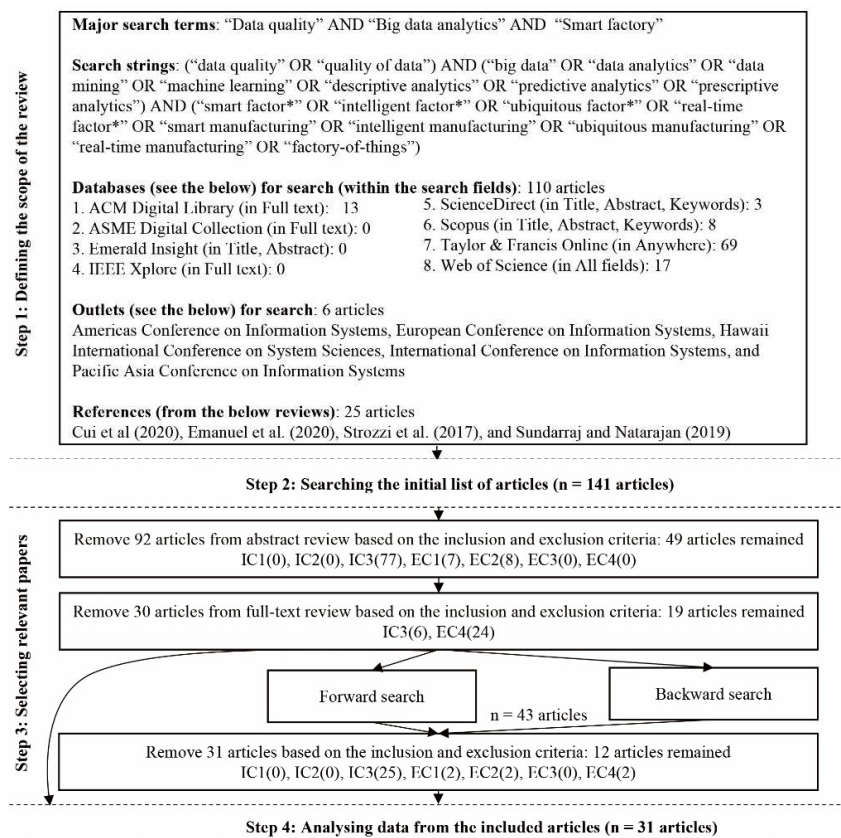 Major search terms: “Data quality” AND “Big data analytics” AND “Smart factory”
Search strings: (“data quality” OR “quality of data”) AND (“big data” OR “data analytics” OR “data
mining” OR “machine learning” OR “descriptive analytics” OR “predictive analytics” OR “prescriptive
analytics”) AND (“smart factor*” OR “intelligent factor*” OR “ubiquitous factor*” OR “real-time
factor*” OR “smart manufacturing” OR “intelligent manufacturing” OR “ubiquitous manufacturing” OR
“real-time manufacturing” OR “factory-of-things”)
Databases (see the below) for search (within the search fields): 110 articles
1. ACM Digital Library (in Full text): 13
2. ASME Digital Collection (in Full text): 0
3. Emerald Insight (in Title, Abstract): 0
4. IEEE Xplore (in Full text): 0
5. ScienceDirect (in Title, Abstract, Keywords): 3
6. Scopus (in Title, Abstract, Keywords): 8
7. Taylor & Francis Online (in Anywhere): 69
8. Web of Science (in All fields): 17
Outlets (see the below) for search: 6 articles
Americas Conference on Information Systems, European Conference on Information Systems, Hawaii
International Conference on System Sciences, International Conference on Information Systems, and
Pacific Asia Conference on Information Systems
References (from the below reviews): 25 articles
Cui et al (2020), Emanuel et al. (2020), Strozzi et al. (2017), and Sundarraj and Natarajan (2019)
Step 1: Defining the scope of the review
Step 2: Searching the initial list of articles (n = 141 articles)
Step 3: Selecting relevant papers
Remove 92 articles from abstract review based on the inclusion and exclusion criteria: 49 articles remained
IC1(0), IC2(0), IC3(77), EC1(7), EC2(8), EC3(0), EC4(0)
Remove 30 articles from full-text review based on the inclusion and exclusion criteria: 19 articles remained
IC3(6), EC4(24)
Forward search
Backward search
n = 43 articles
Remove 31 articles based on the inclusion and exclusion criteria: 12 articles remained
IC1(0), IC2(0), IC3(25), EC1(2), EC2(2), EC3(0), EC4(2)
Step 4: Analysing data from the included articles (n = 31 articles)